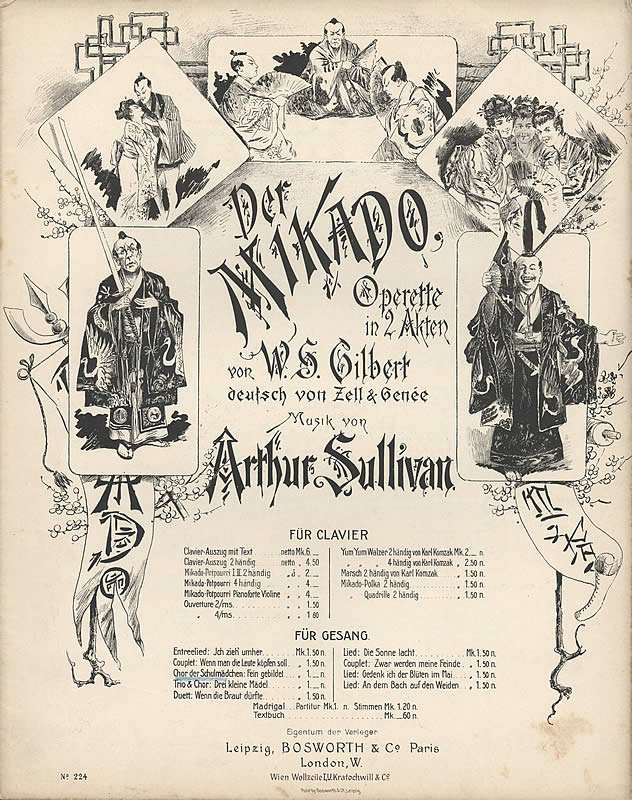 Der
MIKADO,
Operette
in 2 Akten
von W. S. Gilbert
deutsch von Zell & Genée
Musik von
Arthur Sullivan.
FÜR CLAVIER
Clavier-Auszug mit Text netto Mk. 6._
Clavier-Auszug 2 händig netto „ 4.50
Mikado-Potpourri I.II. 2 händig „ à „ 2._
Mikado-Potpourri 4 händig „ 4._
Mikado-Potpourri Pianoforte Violine „ 4._
Ouverture 2/ms. „ 1.50
„ 4/ms. „ 1 80
Yum Yum Walzer 2 händig von Karl Komzak Mk. 2._ n.
„ „ „ 4 händig von Karl Komzak „ 2.50 n.
Marsch 2 händig von Karl Komzak „ 1.50 n.
Mikado-Polka 2 händig „ 1.50 n.
„ Quadrille 2 händig „ 1.50 n.
FÜR GESANG.
Entreelied: Jch zieh' umher. Mk. 1.50 n.
Couplet: Wenn man die Leute köpfen soll „ 1.50 n.
Chor der Schulmädchen: Fein gebildet „ 1._ n.
Trio & Chor: Drei kleine Mädel „ 1._ n.
Duett: Wenn die Braut dürfte „ 1.50 n.
Lied: Die Sonne lacht Mk. 1.50 n.
Couplet: Zwar werden meine Feinde „ 1.50 n.
Lied: Gedenk ich der Blüten im Mai „ 1.50 n.
Lied: An dem Bach auf den Weiden „ 1.50 n.
Madrigal Partitur Mk. 1. n. Stimmen Mk. 1.20 n.
Textbuch Mk. _60 n.
Eigentum der Verleger
Leipzig, BOSWORTH & Co Paris
London, W.
Wien Wollzeile I, U. Kratochwill & Co
No 224
Print by Bosworth & Co, Leipzig.